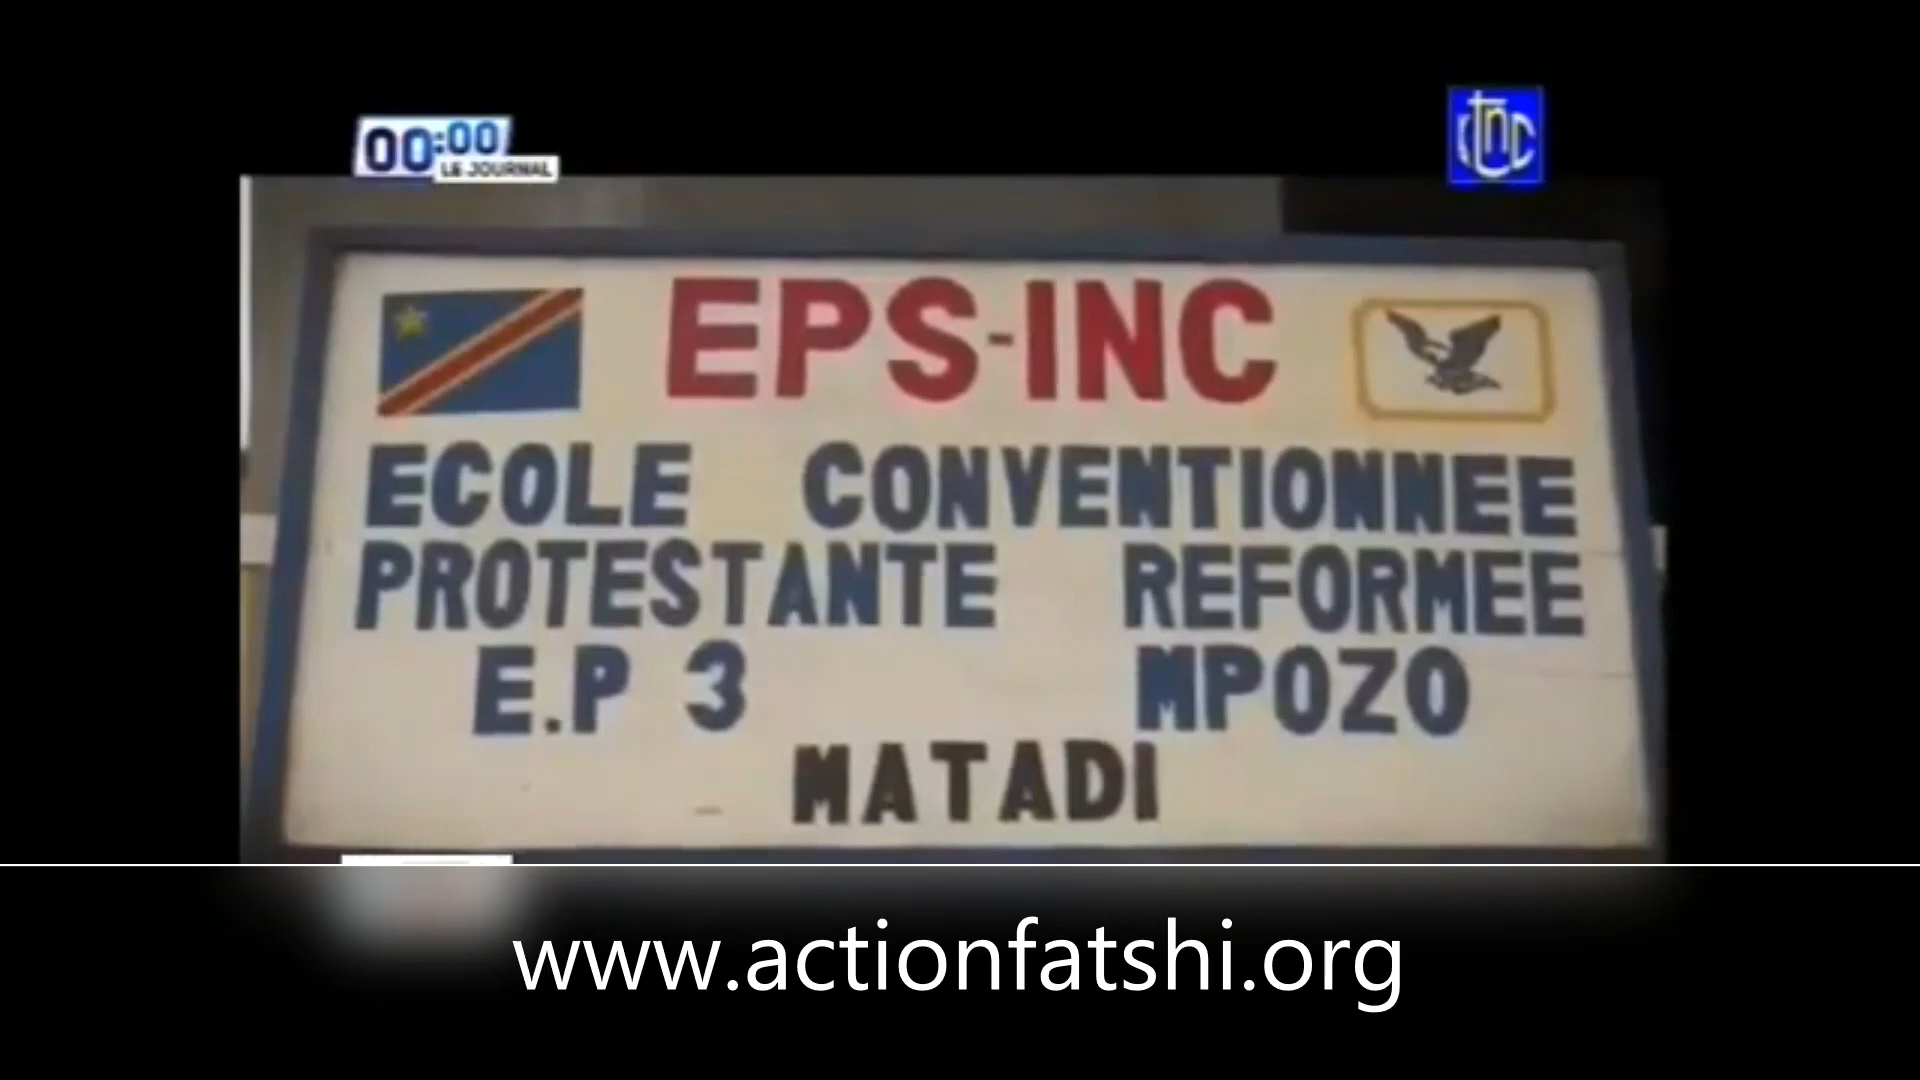 00:00
LE JOURNAL
EPS-INC
ECOLE CONVENTIONNEE
PROTESTANTE REFORMEE
E.P 3 MPOZO
MATADI
www.actionfatshi.org